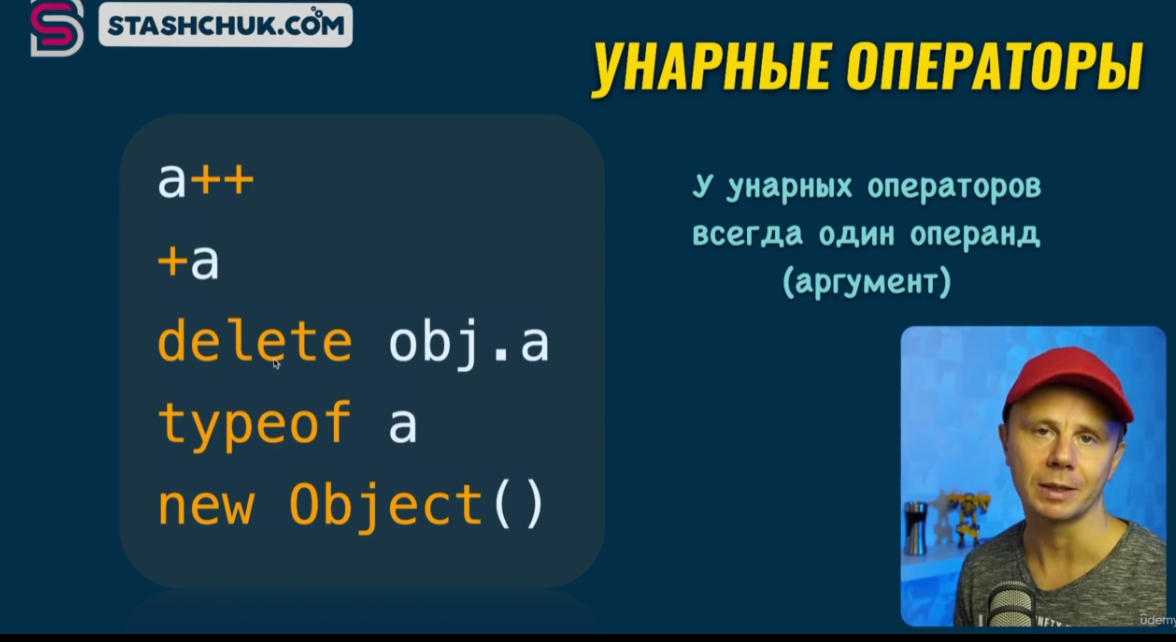 STASHCHUK.COM
УНАРНЫЕ ОПЕРАТОРЫ
a++
+a
delete obj.a
typeof a
new Object()
У унарных операторов
всегда один операнд
(аргумент)
udemy